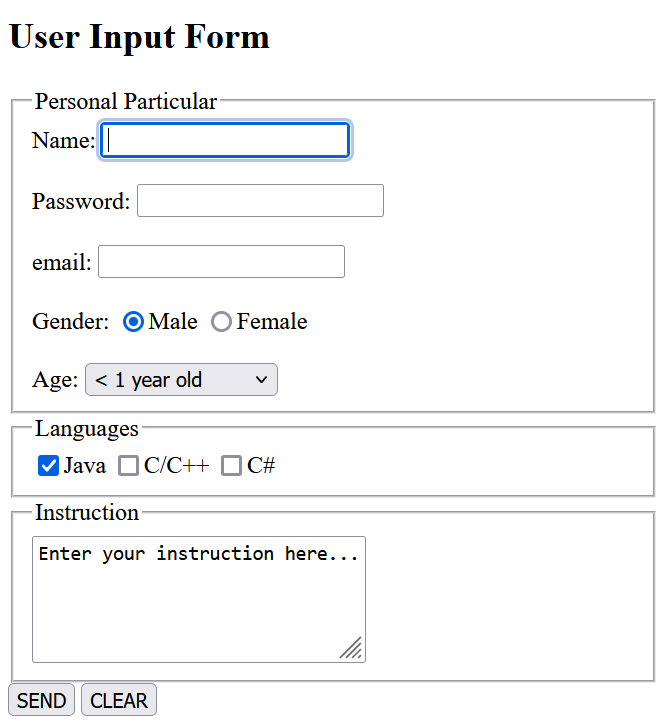 User Input Form
Personal Particular
Name:
Password:
email:
Gender: Male Female
Age: < 1 year old
Languages
Java C/C++ C#
Instruction
Enter your instruction here...
SEND CLEAR